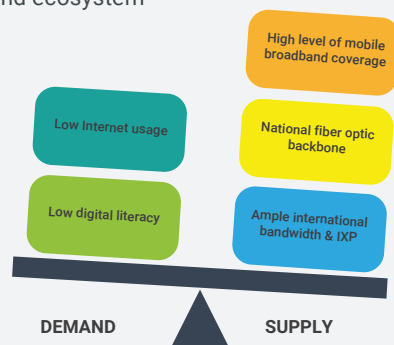 nd ecosystem
High level of mobile
broadband coverage
Low Internet usage
National fiber optic
backbone
Low digital literacy
Ample international
bandwidth & IXP
DEMAND
SUPPLY